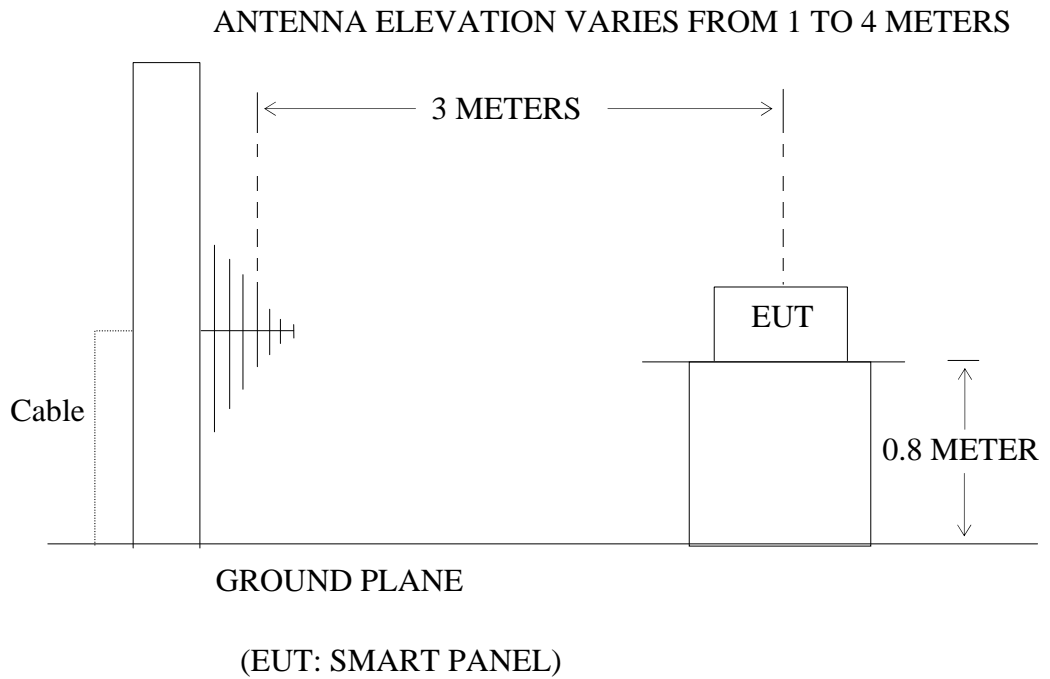 ANTENNA ELEVATION VARIES FROM 1 TO 4 METERS
3 METERS
EUT
Cable
0.8 METER
GROUND PLANE
(EUT: SMART PANEL)